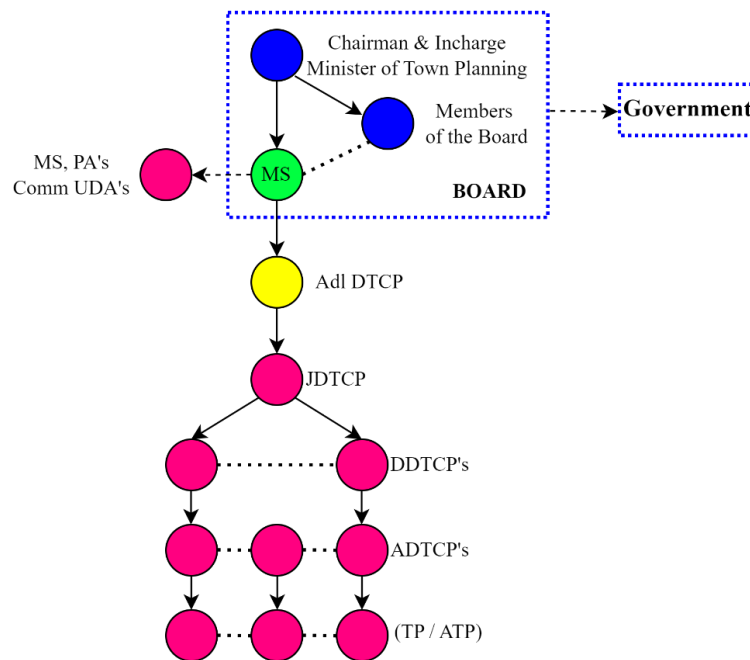 Chairman & Incharge
Minister of Town Planning
Government
Members
of the Board
MS, PA's
Comm UDA's
MS
BOARD
Adl DTCP
JDTCP
DDTCP's
ADTCP's
(TP / ATP)